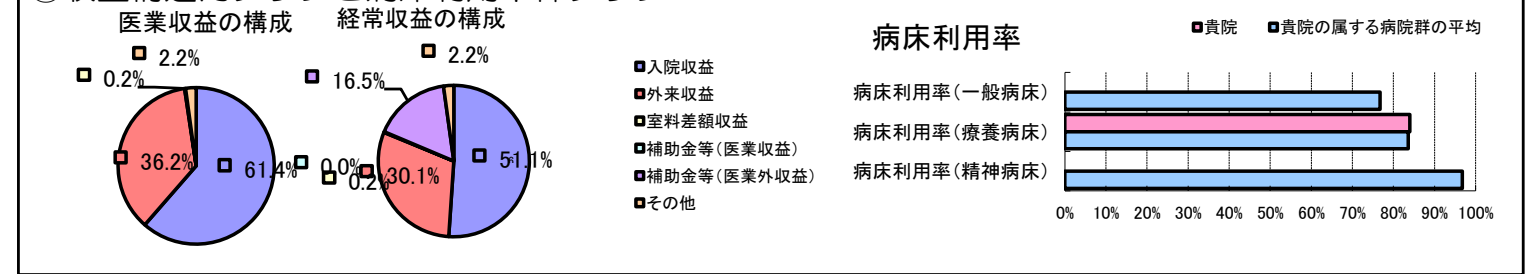 医業収益の構成
2.2%
0.2%
36.2%
61.4%
経常収益の構成
2.2%
16.5%
0.0%
0.2%
30.1%
51.1%
入院収益
外来収益
室料差額収益
補助金等(医業収益)
補助金等(医業外収益)
その他
病床利用率
貴院 貴院の属する病院群の平均
病床利用率(一般病床)
病床利用率(療養病床)
病床利用率(精神病床)
0% 10% 20% 30% 40% 50% 60% 70% 80% 90% 100%